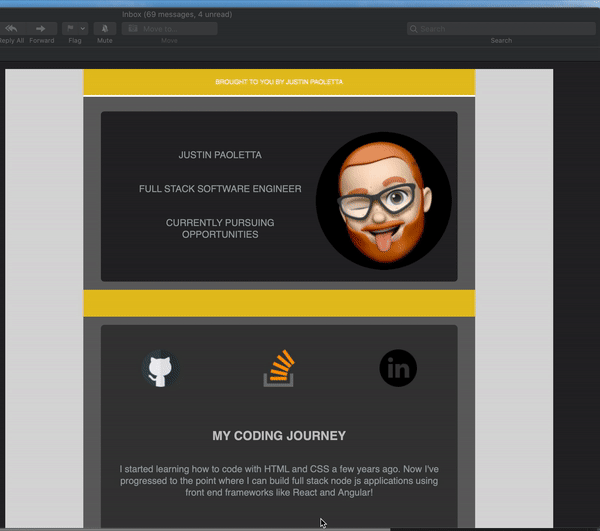 Inbox (69 messages, 4 unread)
Reply All Forward Flag Mute Move to... Move Search
Search
BROUGHT TO YOU BY JUSTIN PAOLETTA
JUSTIN PAOLETTA
FULL STACK SOFTWARE ENGINEER
CURRENTLY PURSUING
OPPORTUNITIES
in
MY CODING JOURNEY
I started learning how to code with HTML and CSS a few years ago. Now I've
progressed to the point where I can build full stack node js applications using
front end frameworks like React and Angular!